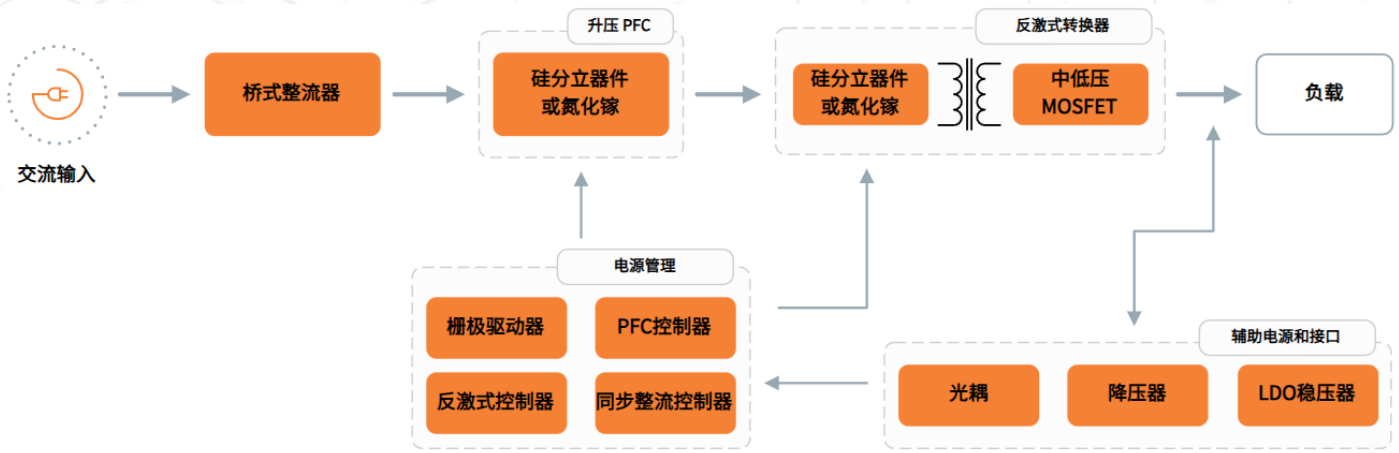 升压 PFC
反激式转换器
交流输入
桥式整流器
硅分立器件
或氮化镓
硅分立器件
或氮化镓
中低压
MOSFET
负载
电源管理
栅极驱动器
PFC控制器
反激式控制器
同步整流控制器
辅助电源和接口
光耦
降压器
LDO稳压器